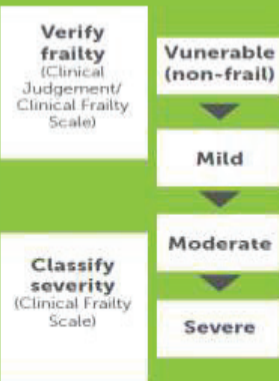 Verify
frailty
(Clinical
Judgement/
Clinical Frailty
Scale)
Vunerable
(non-frail)
Mild
Moderate
Classify
severity
(Clinical Frailty
Scale)
Severe